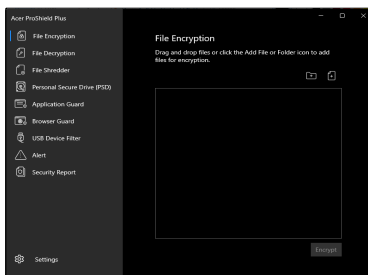 Acer ProShield Plus
File Encryption
File Decryption
File Shredder
Personal Secure Drive (PSD)
Application Guard
Browser Guard
USB Device Filter
Alert
Security Report
Settings
File Encryption
Drag and drop files or click the Add File or Folder icon to add
files for encryption.
Encrypt